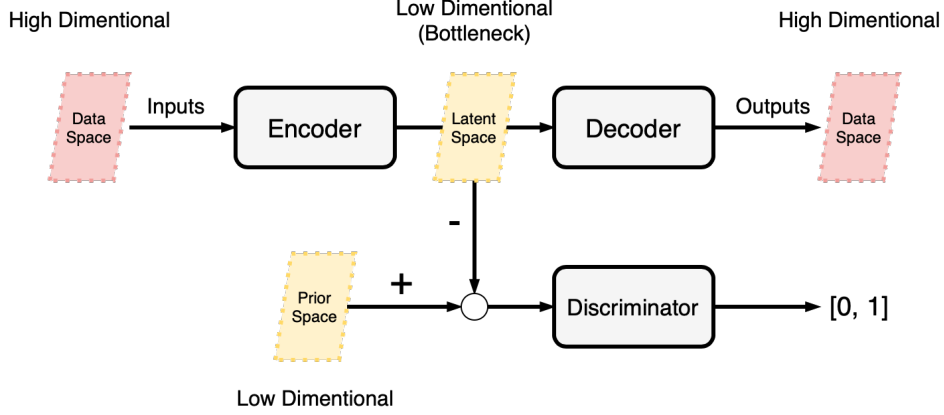 High Dimentional
Low Dimentional
(Bottleneck)
High Dimentional
Data
Space
Inputs
Encoder
Latent
Space
Decoder
Outputs
Data
Space
-
Prior
Space
+
Discriminator
[0, 1]
Low Dimentional